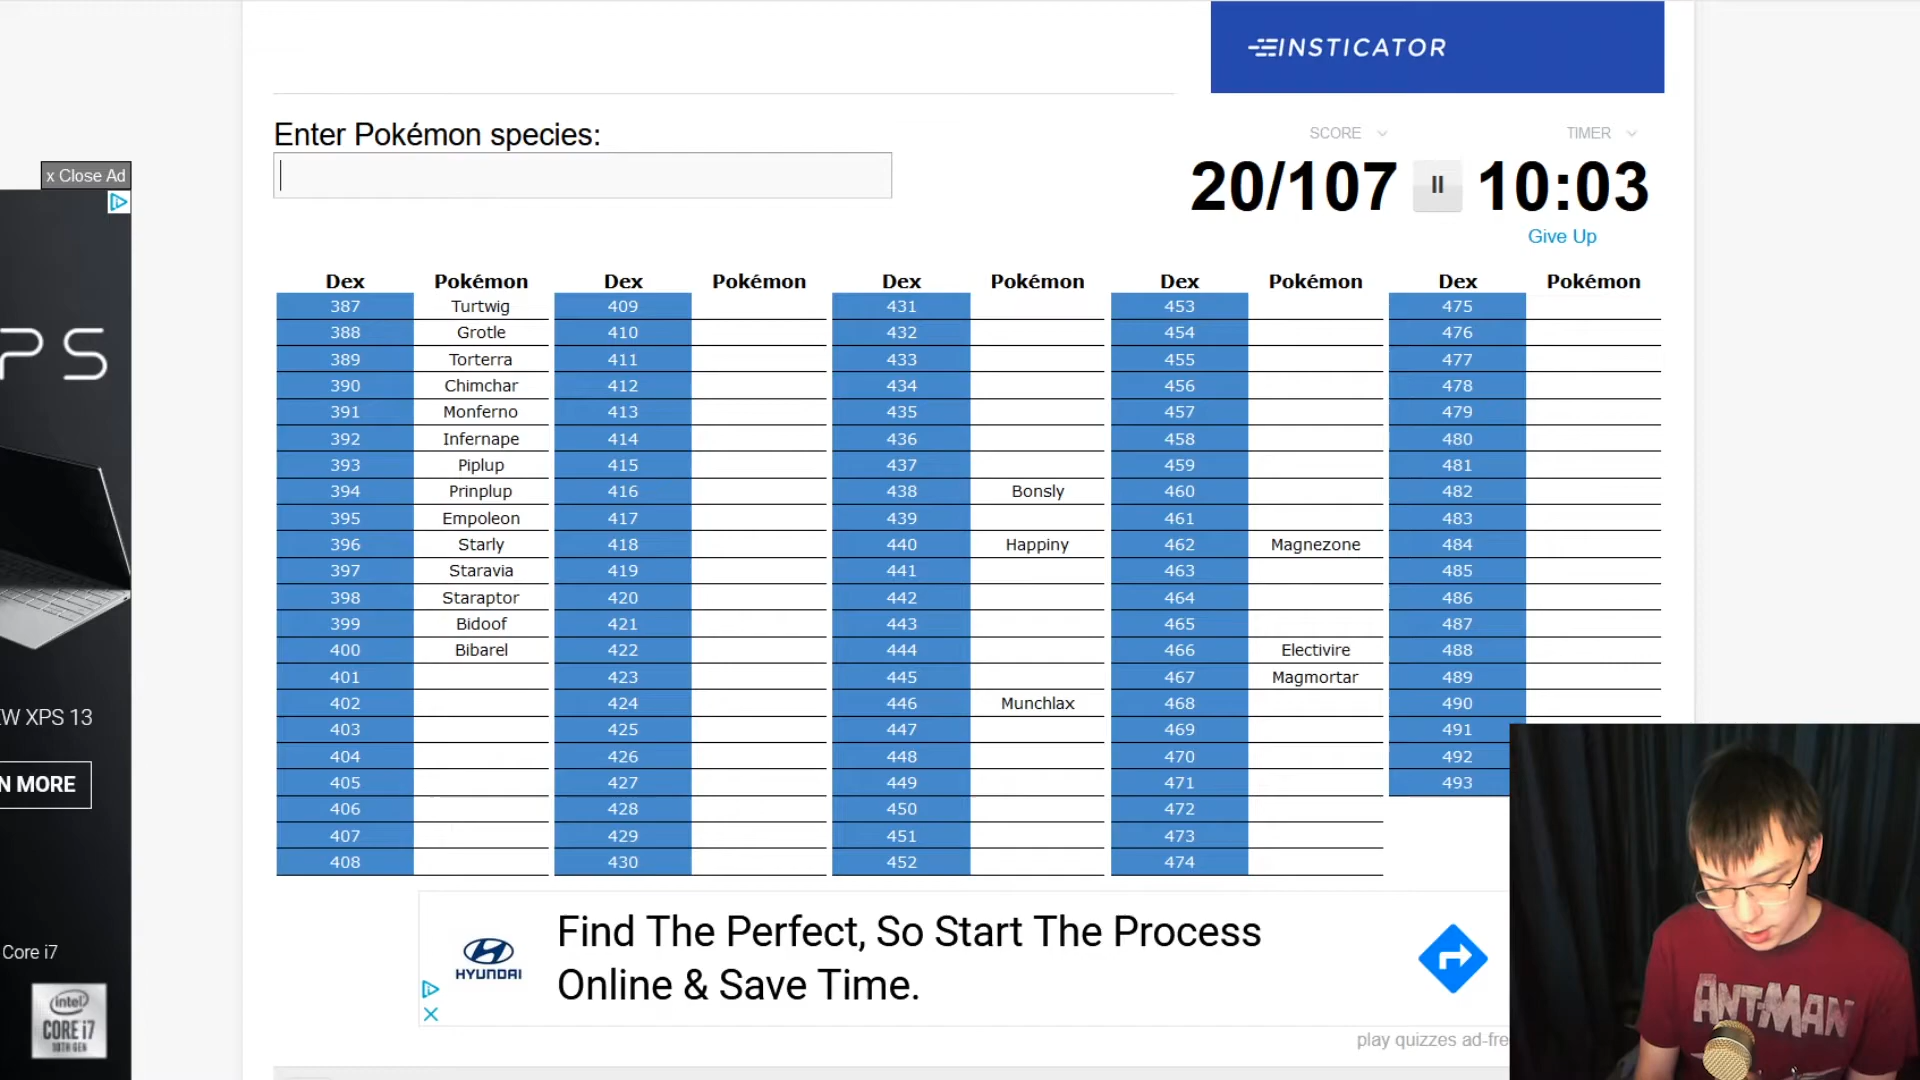 INSTICATOR
Enter Pokémon species:
SCORE
TIMER
20/107
10:03
Give Up
x Close Ad
PS
W XPS 13
N MORE
Core i7
intel
CORE i7
10TH GEN
Dex Pokémon Dex Pokémon Dex Pokémon Dex Pokémon Dex Pokémon
387 Turtwig 409 431 453 475
388 Grotle 410 432 454 476
389 Torterra 411 433 455 477
390 Chimchar 412 434 456 478
391 Monferno 413 435 457 479
392 Infernape 414 436 458 480
393 Piplup 415 437 459 481
394 Prinplup 416 438 Bonsly 460 482
395 Empoleon 417 439 461 483
396 Starly 418 440 Happiny 462 Magnezone 484
397 Staravia 419 441 463 485
398 Staraptor 420 442 464 486
399 Bidoof 421 443 465 487
400 Bibarel 422 444 466 Electivire 488
401 423 445 467 Magmortar 489
402 424 446 Munchlax 468 490
403 425 447 469 491
404 426 448 470 492
405 427 449 471 493
406 428 450 472
407 429 451 473
408 430 452 474
HYUNDAI
Find The Perfect, So Start The Process
Online & Save Time.
play quizzes ad-fre
ANT-MAN